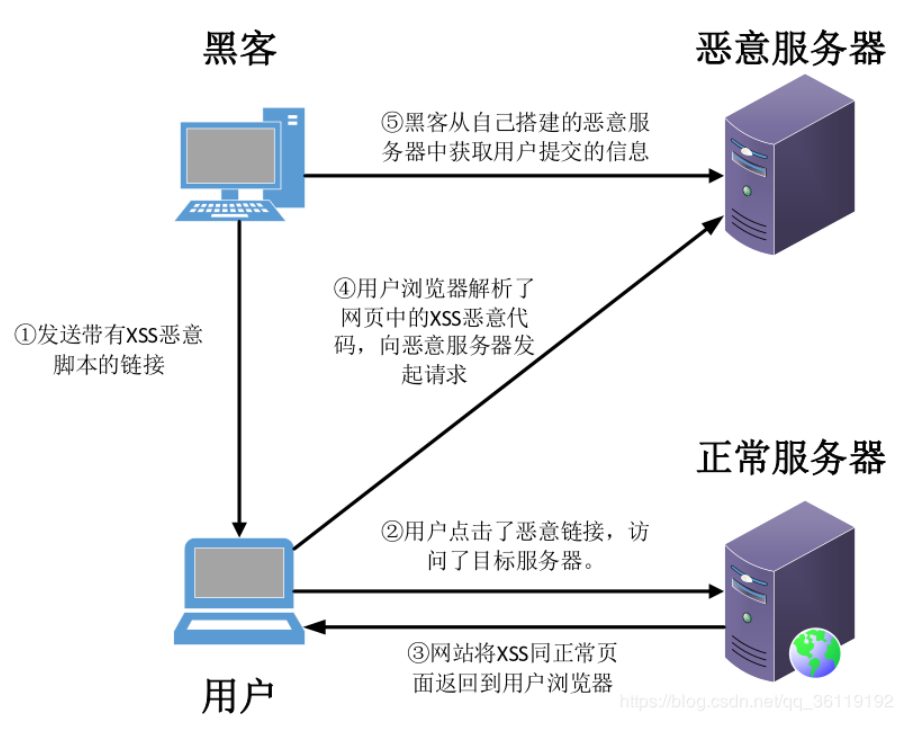 黑客
恶意服务器
⑤黑客从自己搭建的恶意服
务器中获取用户提交的信息
④用户浏览器解析了
网页中的XSS恶意代
码，向恶意服务器发
起请求
①发送带有XSS恶意
脚本的链接
正常服务器
②用户点击了恶意链接，访
问了目标服务器。
③网站将XSS同正常页
面返回到用户浏览器
用户
https://blog.csdn.net/qq_36119192